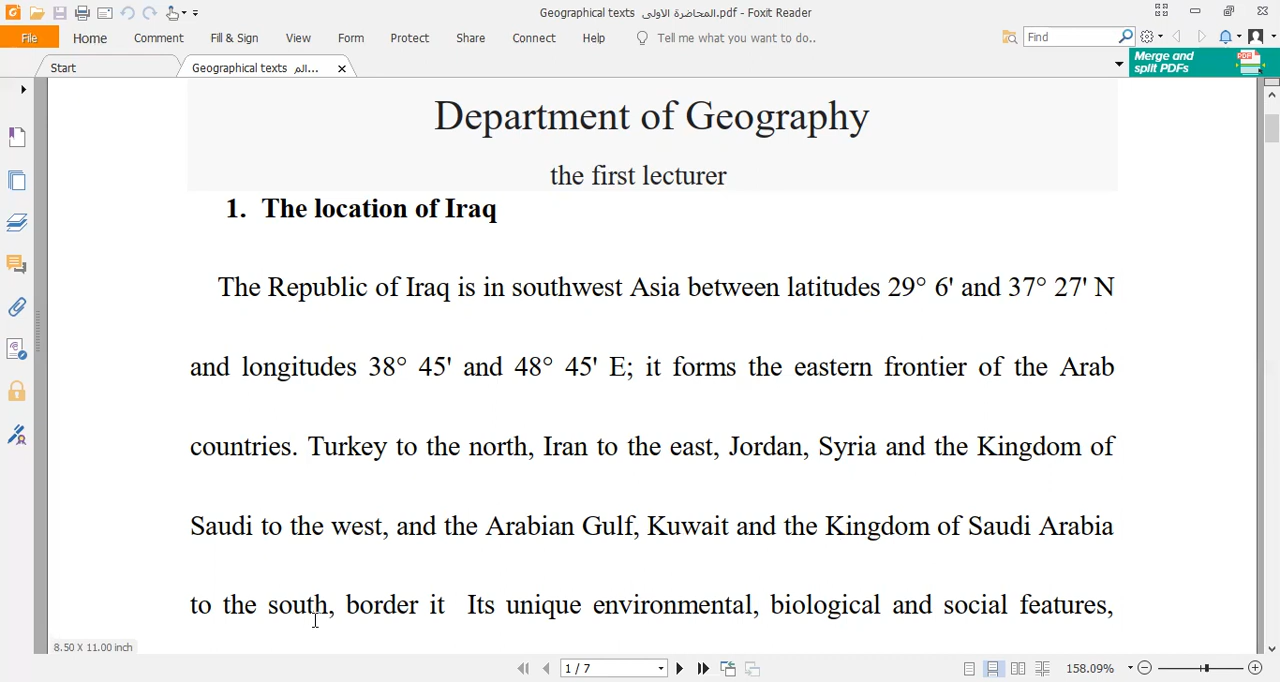 Geographical texts المحاضرة الاولى.pdf - Foxit Reader
File Home Comment Fill & Sign View Form Protect Share Connect Help Tell me what you want to do.. Find
Start Geographical texts الم... Merge and
split PDFs
Department of Geography
the first lecturer
1. The location of Iraq
The Republic of Iraq is in southwest Asia between latitudes 29° 6' and 37° 27' N
and longitudes 38° 45' and 48° 45' E; it forms the eastern frontier of the Arab
countries. Turkey to the north, Iran to the east, Jordan, Syria and the Kingdom of
Saudi to the west, and the Arabian Gulf, Kuwait and the Kingdom of Saudi Arabia
to the south, border it Its unique environmental, biological and social features,
8.50 X 11.00 inch
1 / 7 158.09%